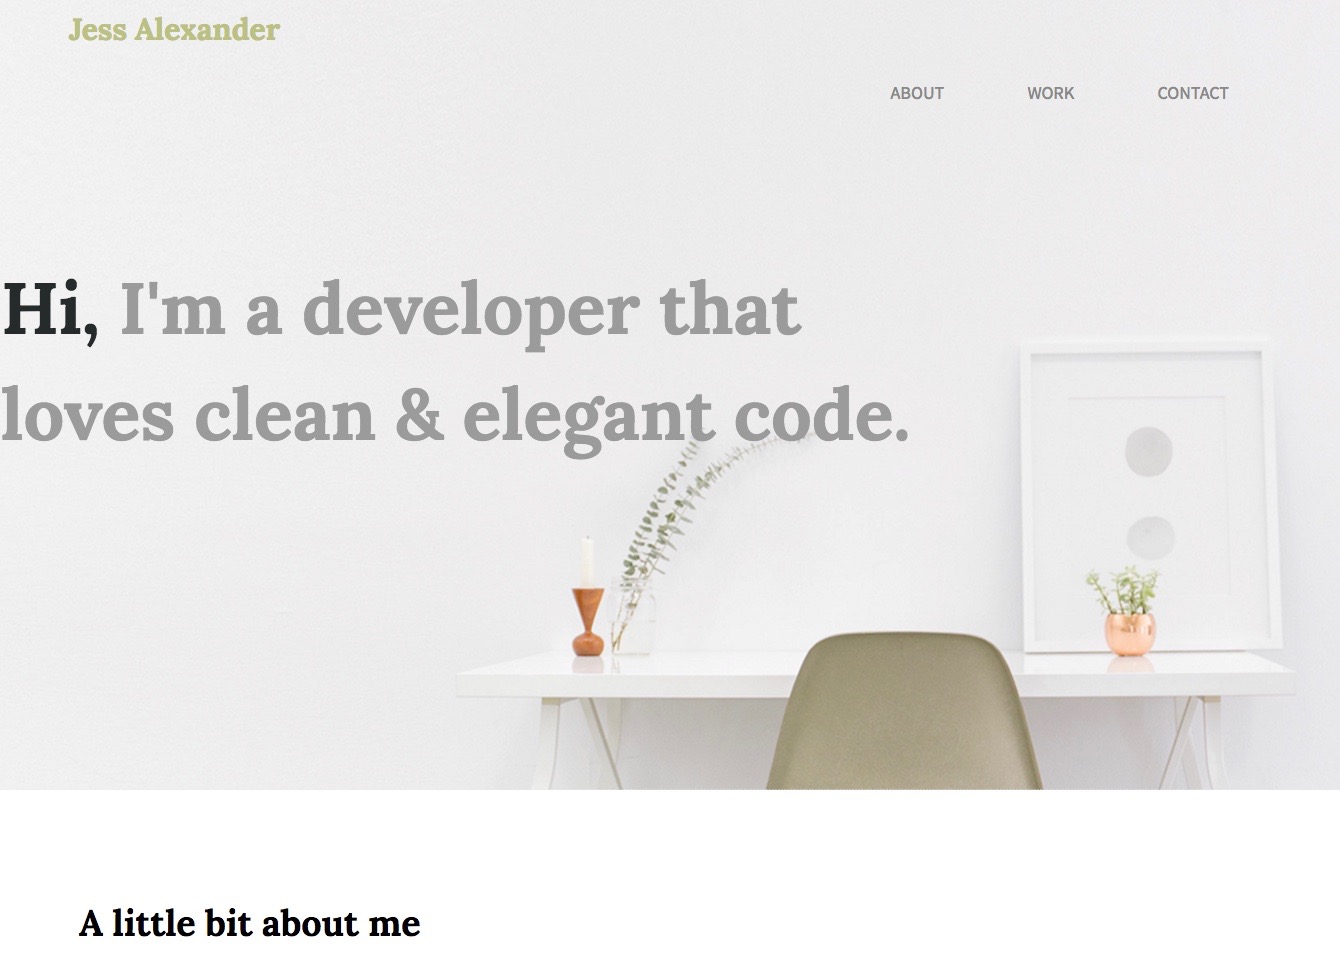 Jess Alexander
ABOUT WORK CONTACT
Hi, I'm a developer that
loves clean & elegant code.
A little bit about me